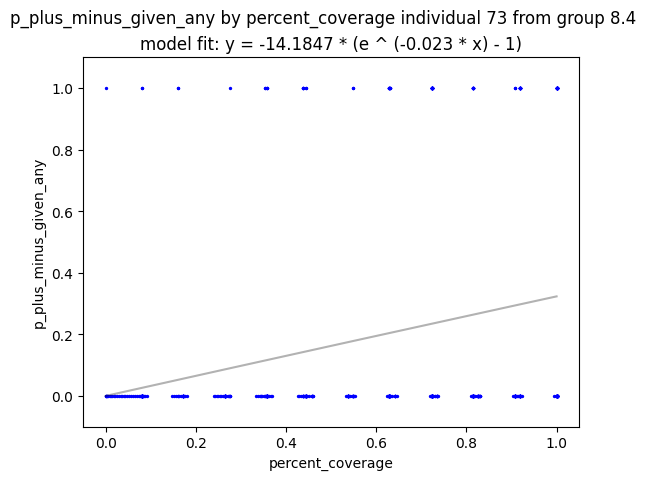 p_plus_minus_given_any by percent_coverage individual 73 from group 8.4
model fit: y = -14.1847 * (e ^ (-0.023 * x) - 1)
1.0
0.8
0.6
0.4
0.2
0.0
p_plus_minus_given_any
0.0 0.2 0.4 0.6 0.8 1.0
percent_coverage